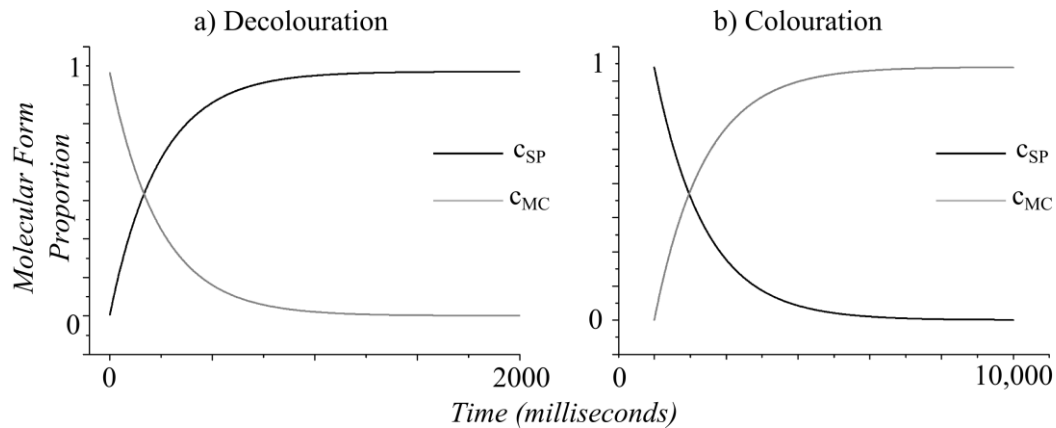 a) Decolouration
b) Colouration
Molecular Form
Proportion
1
0
c_SP
c_MC
0
2000
1
0
c_SP
c_MC
0
10,000
Time (milliseconds)